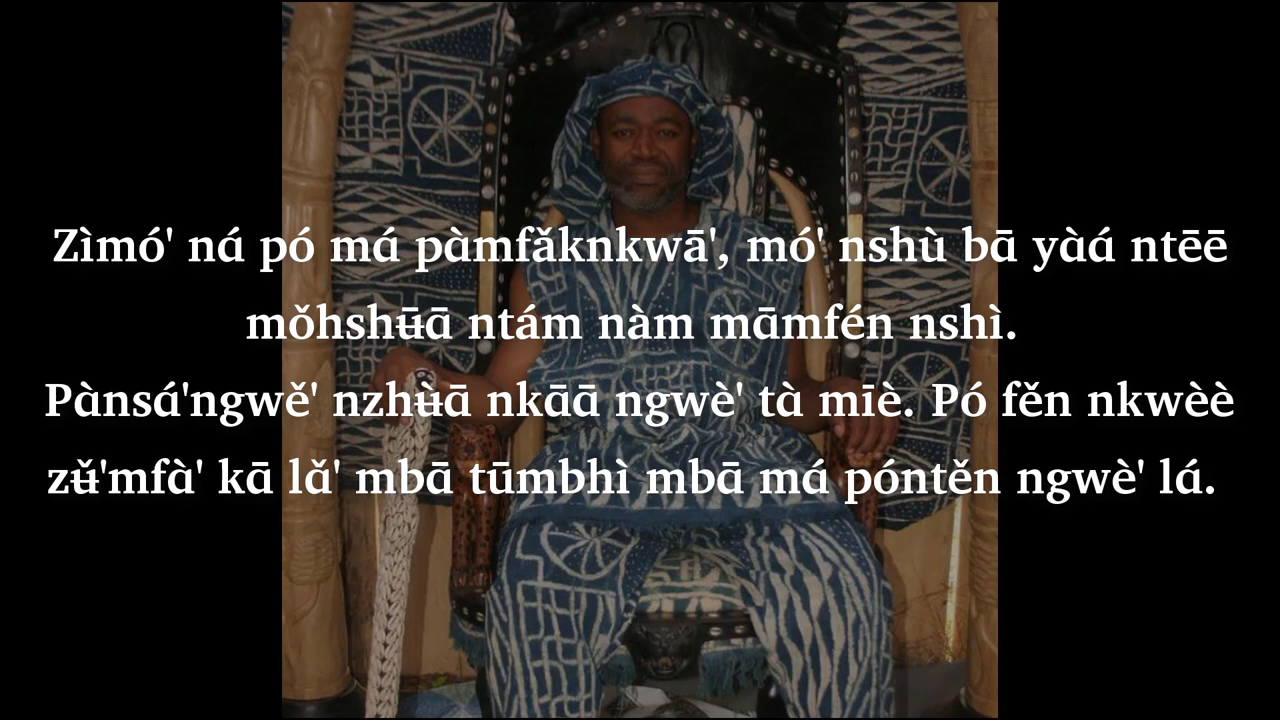 Zìmó' ná pó má pàmfǎknkwā', mó' nshù bā yàá ntēē
mǒhshʉ̄ā ntám nàm māmfén nshì.
Pànsá'ngwě' nzhʉ̀ā nkāā ngwè' tà mīè. Pó fěn nkwèè
zʉ̌'mfà' kā lǎ' mbā tūmbhì mbā má póntěn ngwè' lá.